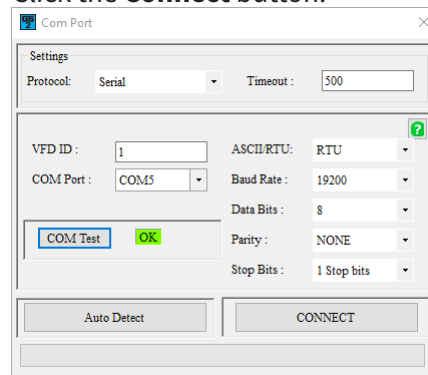 Click the Connect button.
Com Port
Settings
Protocol: Serial Timeout : 500
VFD ID : 1 ASCII/RTU: RTU
COM Port : COM5 Baud Rate : 19200
Data Bits : 8
COM Test OK Parity : NONE
Stop Bits : 1 Stop bits
Auto Detect CONNECT